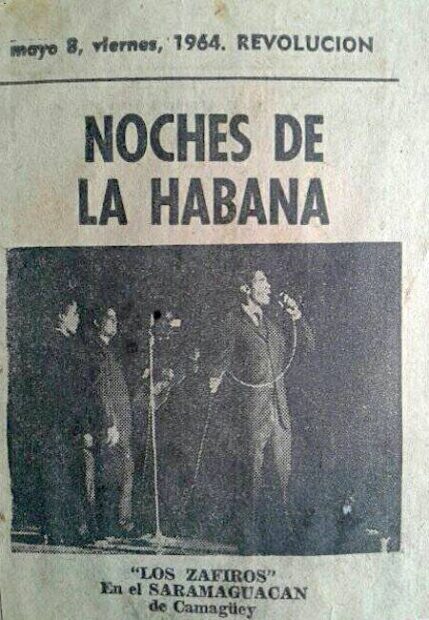 mayo 8, viernes, 1964. REVOLUCION
NOCHES DE
LA HABANA
"LOS ZAFIROS"
En el SARAMAGUACAN
de Camagüey